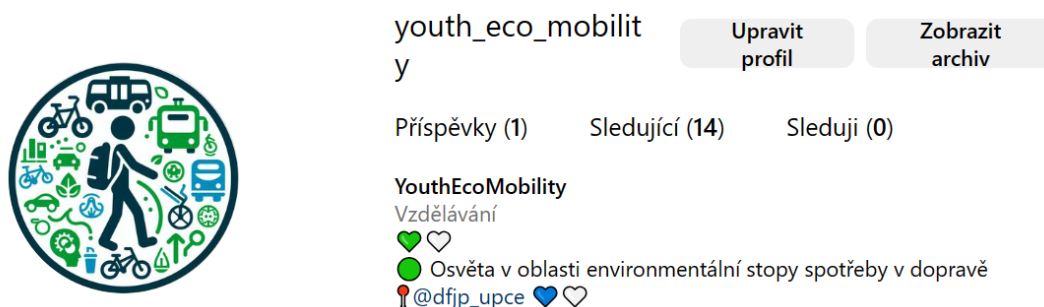 youth_eco_mobilit
y
Upravit
profil
Zobrazit
archiv
Příspěvky (1) Sledující (14) Sleduji (0)
YouthEcoMobility
Vzdělávání
💚🤍
🟢 Osvěta v oblasti environmentální stopy spotřeby v dopravě
📍@dfjp_upce 💙🤍